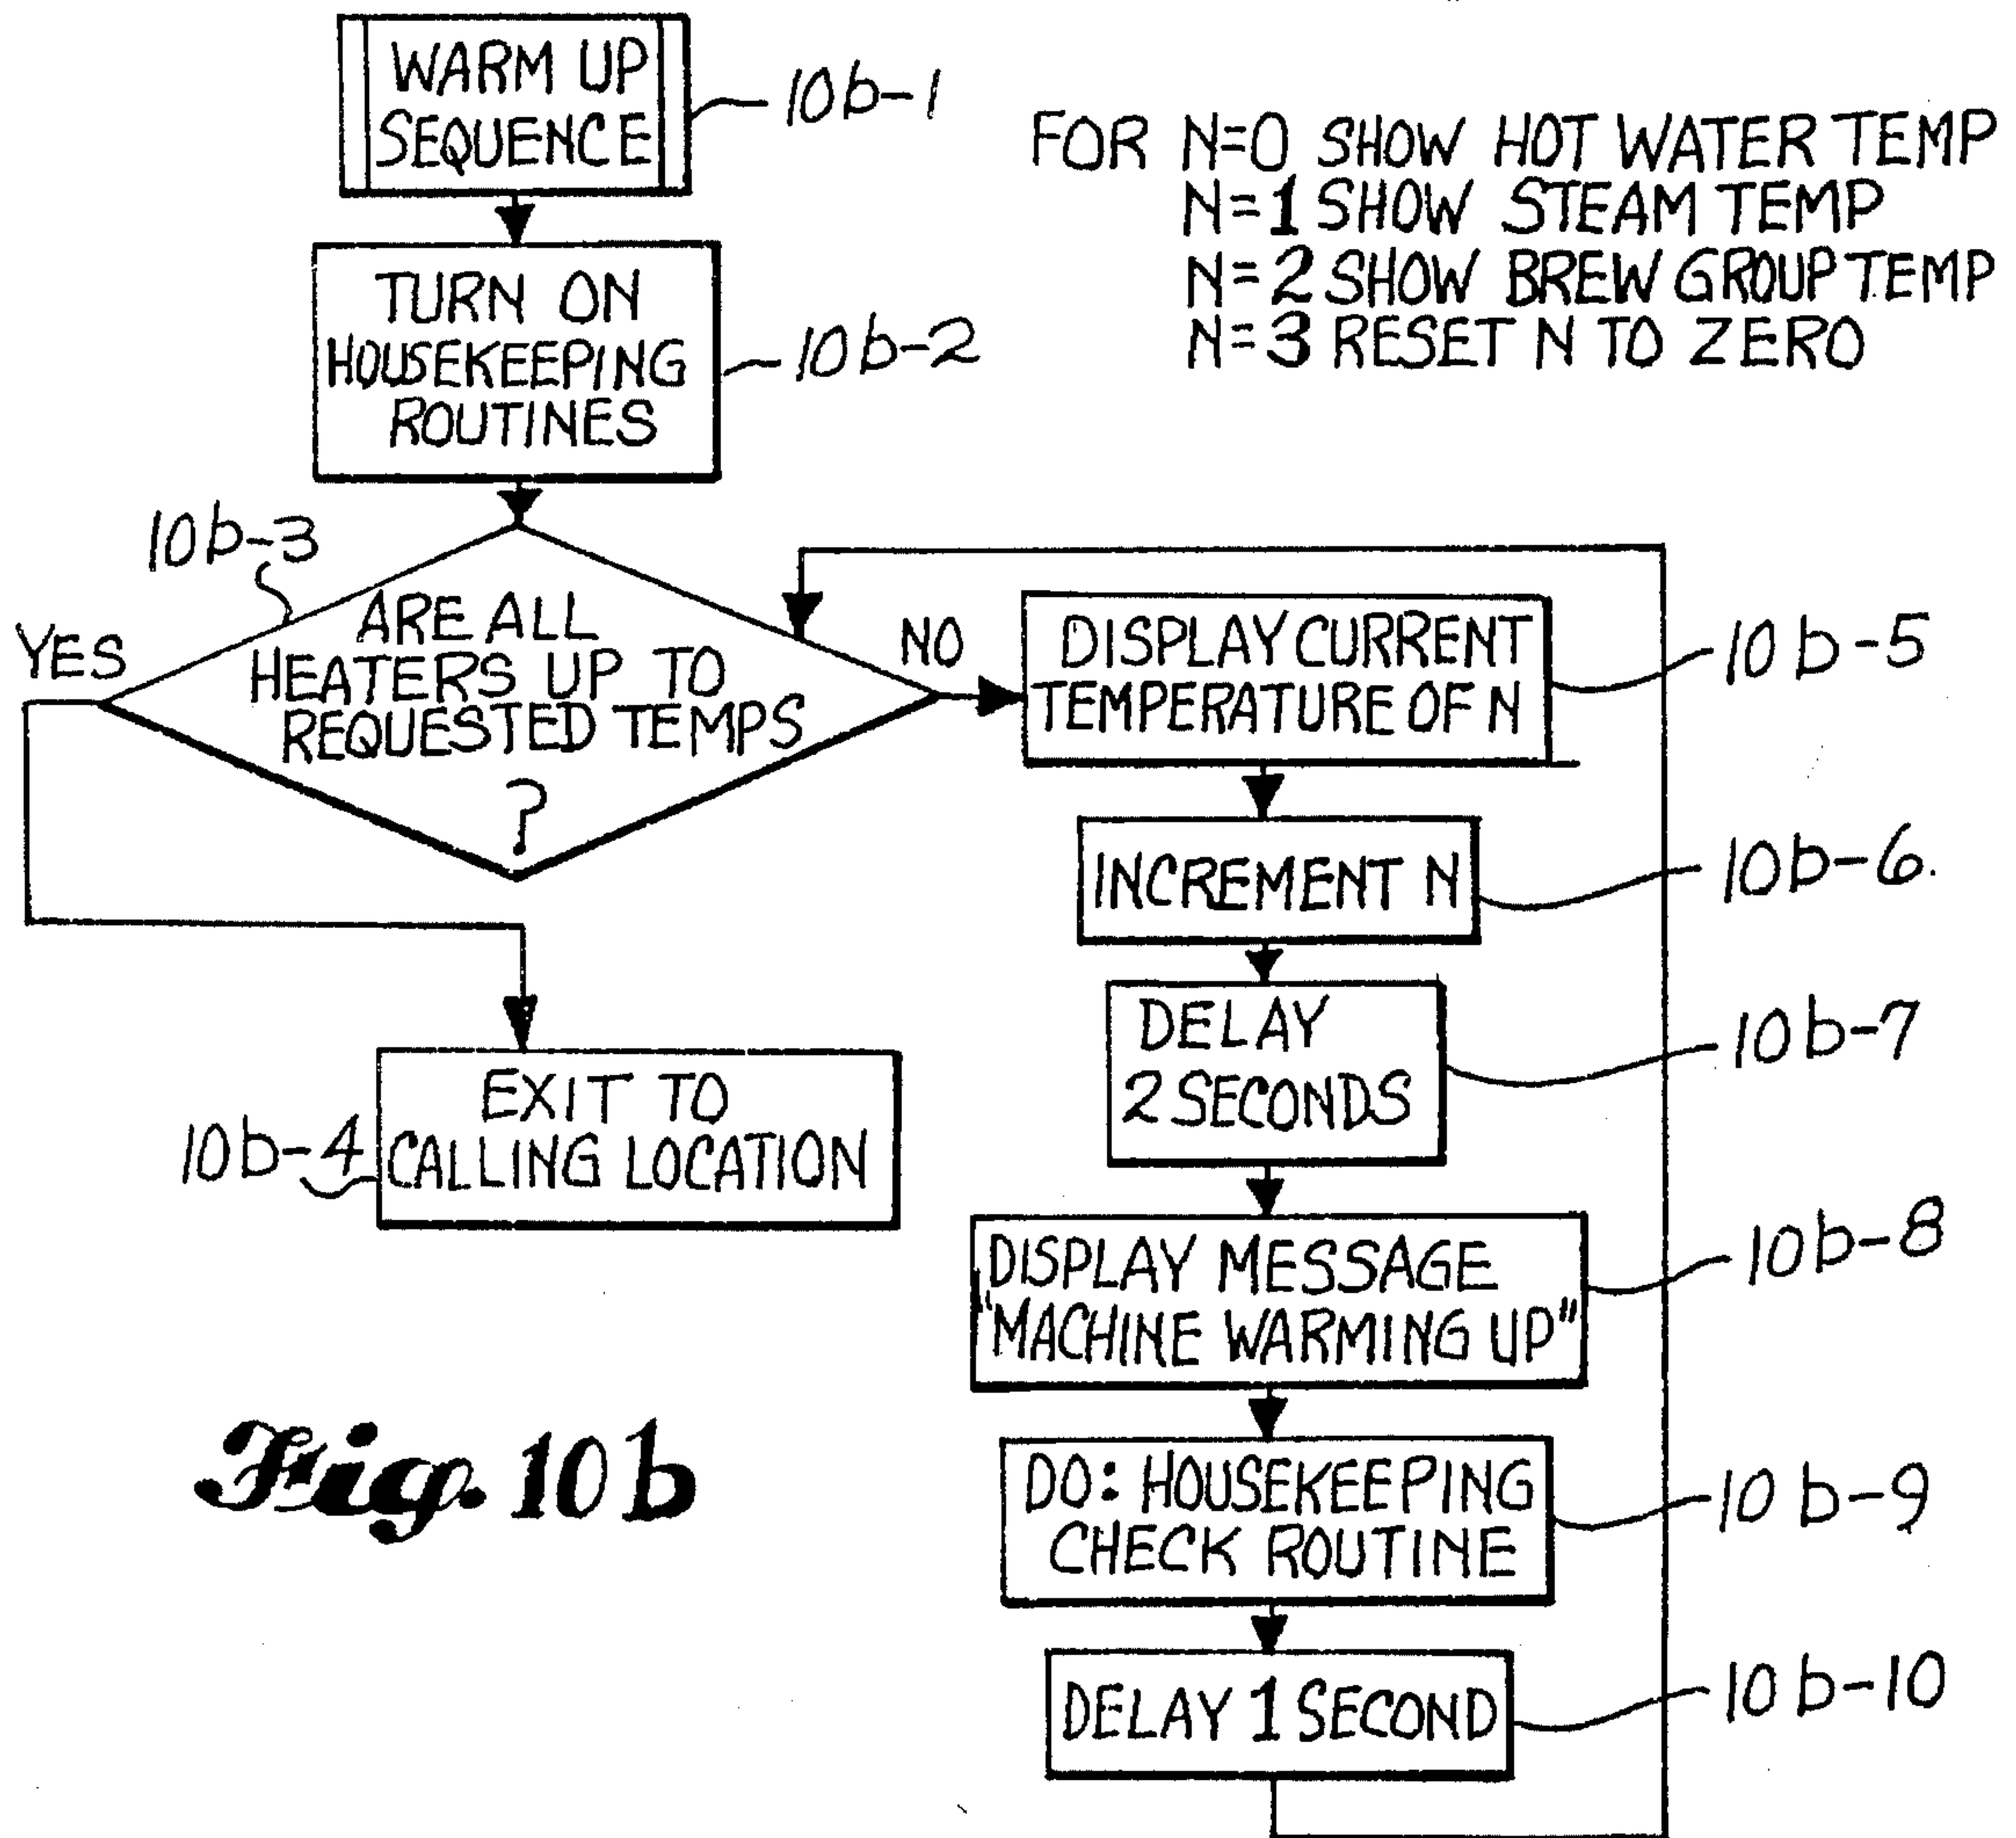 WARM UP
SEQUENCE
10b-1
FOR N=0 SHOW HOT WATER TEMP
N=1 SHOW STEAM TEMP
N=2 SHOW BREW GROUP TEMP
N=3 RESET N TO ZERO
TURN ON
HOUSEKEEPING
ROUTINES
10b-2
10b-3
ARE ALL
HEATERS UP TO
REQUESTED TEMPS
?
YES
NO
DISPLAY CURRENT
TEMPERATURE OF N
10b-5
INCREMENT N
10b-6.
EXIT TO
CALLING LOCATION
10b-4
DELAY
2 SECONDS
10b-7
DISPLAY MESSAGE
"MACHINE WARMING UP"
10b-8
DO: HOUSEKEEPING
CHECK ROUTINE
10b-9
DELAY 1 SECOND
10b-10
Fig. 10b